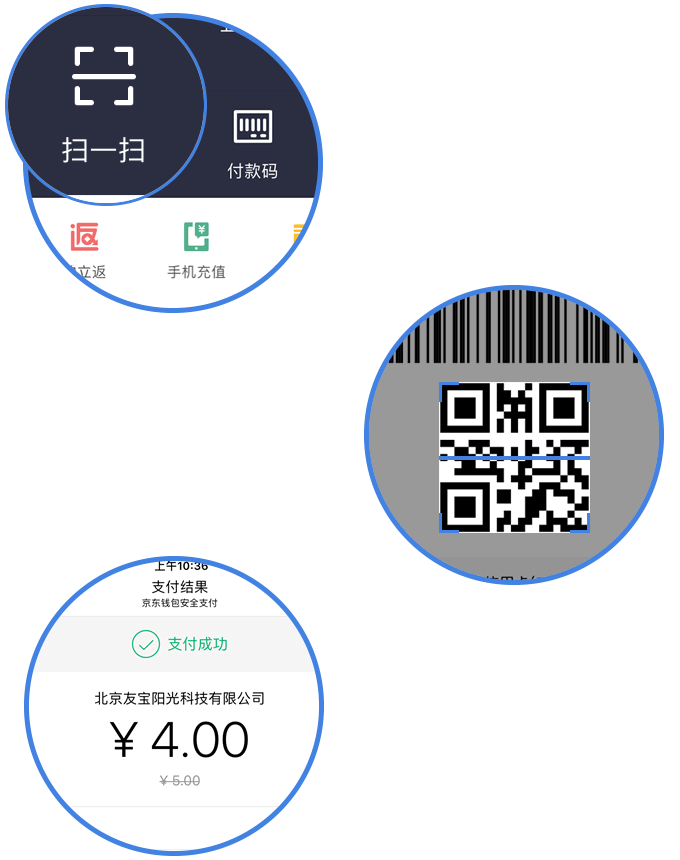 扫一扫
付款码
返
立返
手机充值
上午10:36
支付结果
京东钱包安全支付
支付成功
北京友宝阳光科技有限公司
¥ 4.00
¥ 5.00